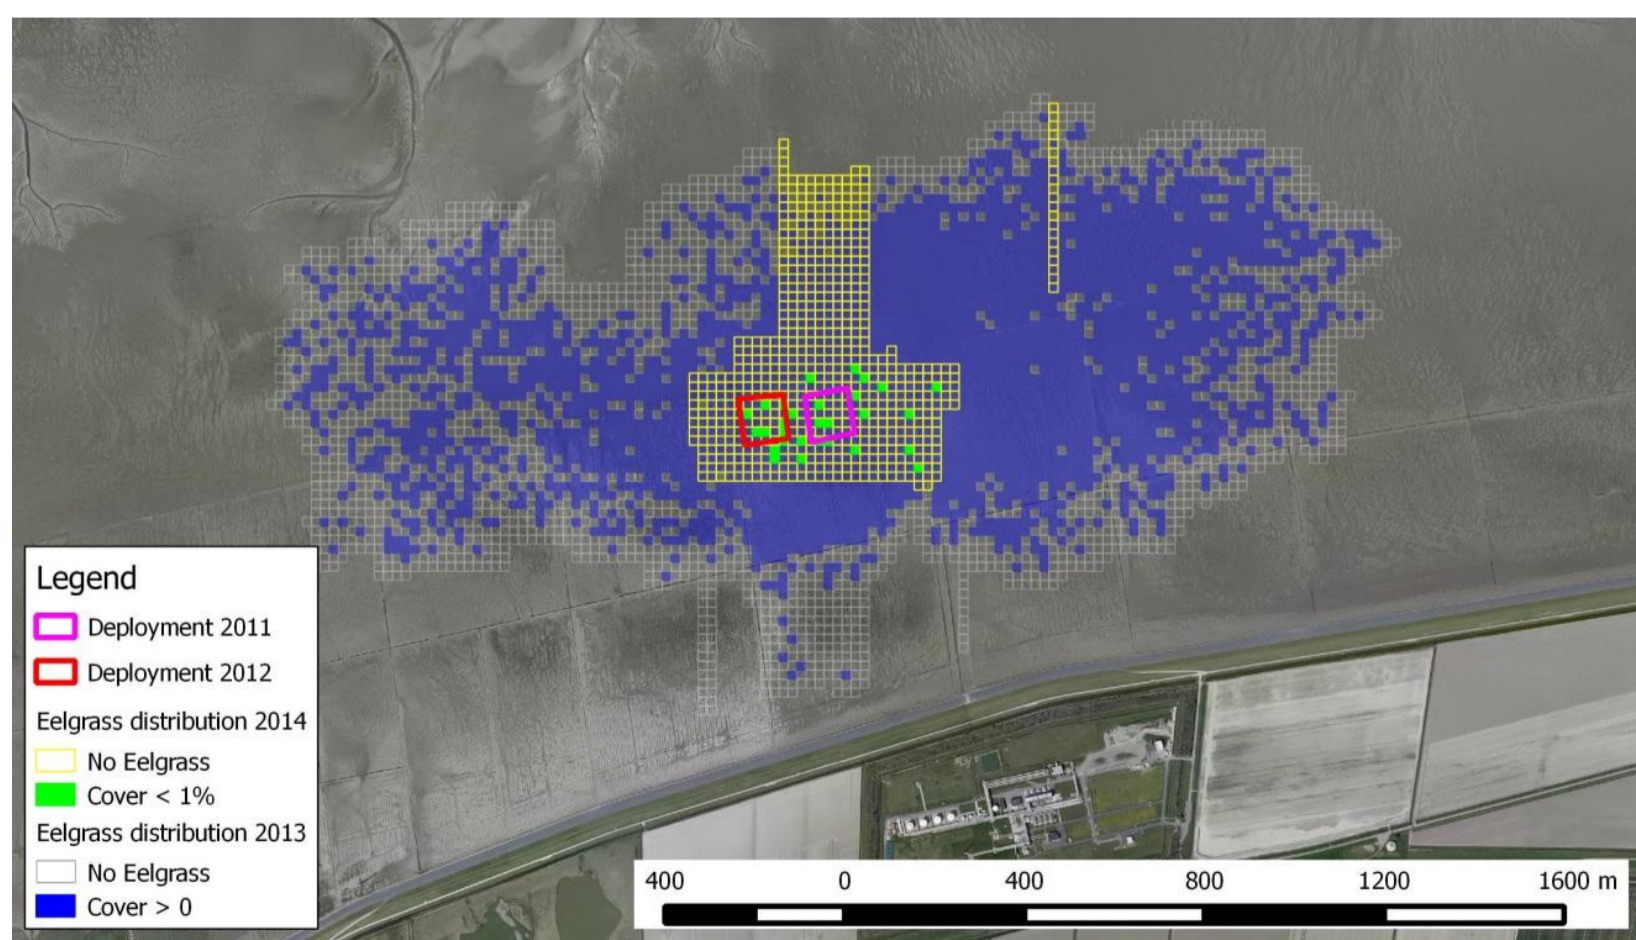 Legend
Deployment 2011
Deployment 2012
Eelgrass distribution 2014
No Eelgrass
Cover < 1%
Eelgrass distribution 2013
No Eelgrass
Cover > 0
400 0 400 800 1200 1600 m